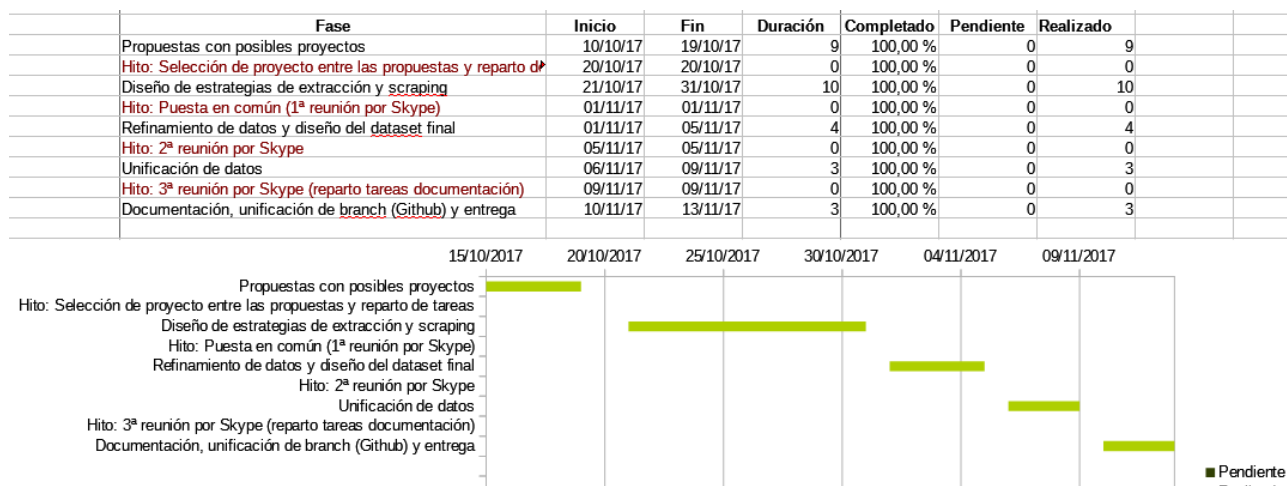 Fase Inicio Fin Duración Completado Pendiente Realizado
Propuestas con posibles proyectos 10/10/17 19/10/17 9 100,00 % 0 9
Hito: Selección de proyecto entre las propuestas y reparto 20/10/17 20/10/17 0 100,00 % 0 0
Diseño de estrategias de extracción y scraping 21/10/17 31/10/17 10 100,00 % 0 10
Hito: Puesta en común (1ª reunión por Skype) 01/11/17 01/11/17 0 100,00 % 0 0
Refinamiento de datos y diseño del dataset final 01/11/17 05/11/17 4 100,00 % 0 4
Hito: 2ª reunión por Skype 05/11/17 05/11/17 0 100,00 % 0 0
Unificación de datos 06/11/17 09/11/17 3 100,00 % 0 3
Hito: 3ª reunión por Skype (reparto tareas documentación) 09/11/17 09/11/17 0 100,00 % 0 0
Documentación, unificación de branch (Github) y entrega 10/11/17 13/11/17 3 100,00 % 0 3
15/10/2017 20/10/2017 25/10/2017 30/10/2017 04/11/2017 09/11/2017
Propuestas con posibles proyectos
Hito: Selección de proyecto entre las propuestas y reparto de tareas
Diseño de estrategias de extracción y scraping
Hito: Puesta en común (1ª reunión por Skype)
Refinamiento de datos y diseño del dataset final
Hito: 2ª reunión por Skype
Unificación de datos
Hito: 3ª reunión por Skype (reparto tareas documentación)
Documentación, unificación de branch (Github) y entrega
Pendiente